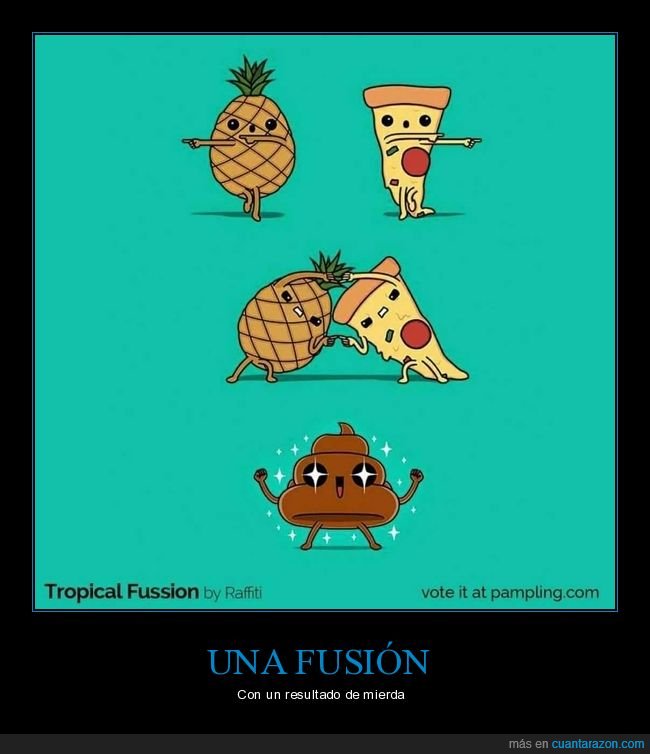 Tropical Fussion by Raffiti
vote it at pampling.com
UNA FUSIÓN
Con un resultado de mierda
más en cuantarazon.com